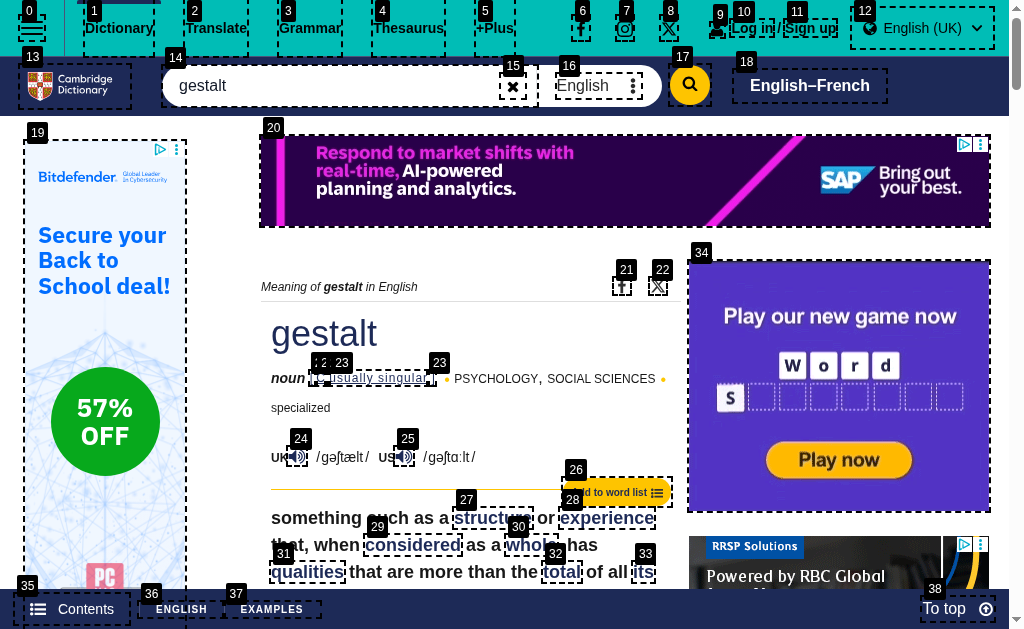 0 1 2 3 4 5 6 7 8 9 10 11 12
Dictionary Translate Grammar Thesaurus +Plus Log in / Sign up English (UK)
13 14 15 16 17 18
Cambridge Dictionary
gestalt
English
English–French
19
Bitdefender Global Leader In Cybersecurity
Secure your
Back to
School deal!
57%
OFF
PC
20
Respond to market shifts with
real-time, AI-powered
planning and analytics.
SAP Bring out
your best.
21 22
Meaning of gestalt in English
gestalt
23 23
noun C usually singular PSYCHOLOGY, SOCIAL SCIENCES
specialized
24 25
UK /ɡəʃtælt/ US /ɡəʃtɑːlt/
26
to word list
27 28
something such as a structure or experience
29 30
that, when considered as a whole, has
31 32 33
qualities that are more than the total of all its
34
Play our new game now
Word
S
Play now
RRSP Solutions
Powered by RBC Global
35 36 37 38
Contents ENGLISH EXAMPLES To top